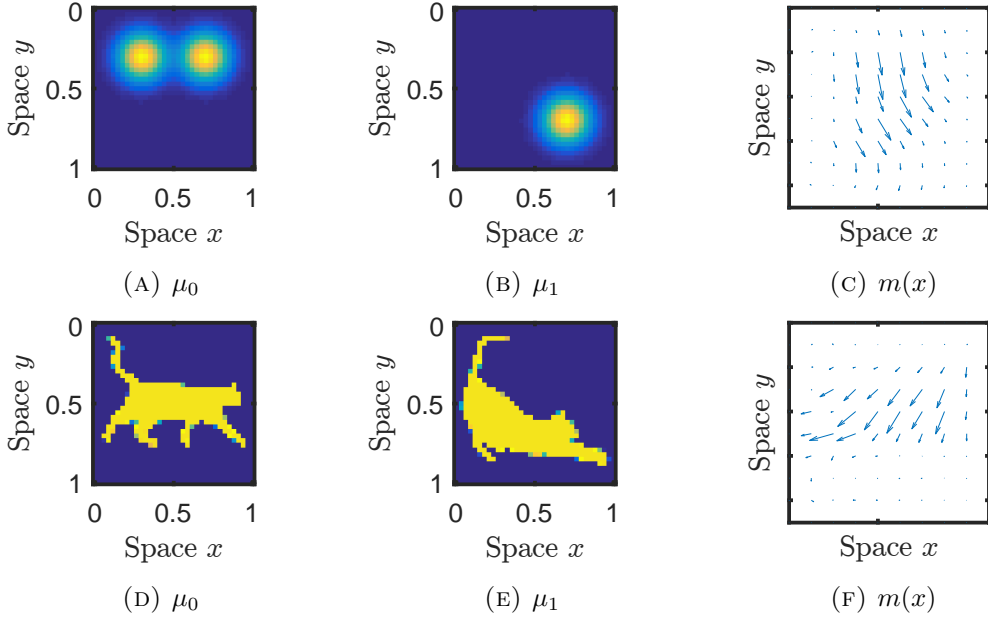 0
0.5
1
Space y
0 0.5 1
Space x
(A) μ₀
0
0.5
1
Space y
0 0.5 1
Space x
(B) μ₁
Space y
Space x
(C) m(x)
0
0.5
1
Space y
0 0.5 1
Space x
(D) μ₀
0
0.5
1
Space y
0 0.5 1
Space x
(E) μ₁
Space y
Space x
(F) m(x)